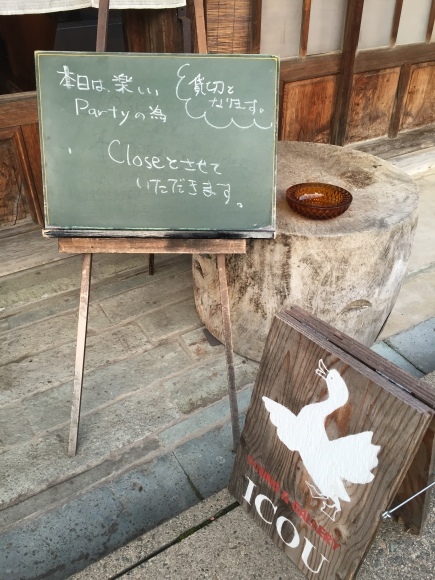 本日は楽しい
Partyの為
貸切と
なります。
Closeとさせて
いただきます。
& GALLERY
ICOU